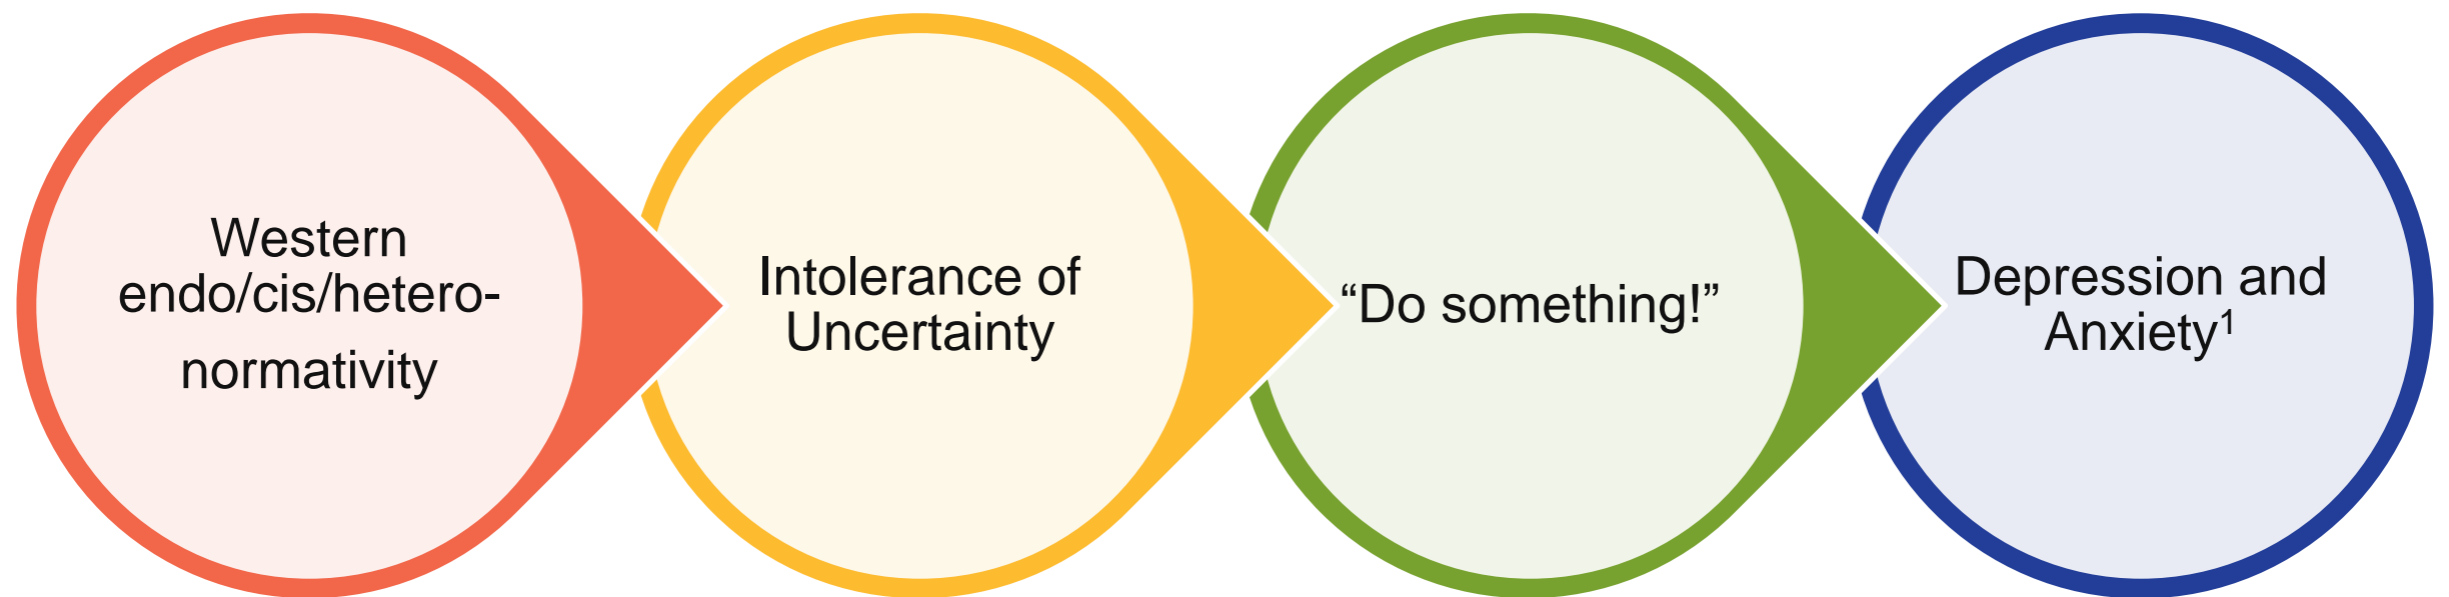 Western
endo/cis/hetero-
normativity
Intolerance of
Uncertainty
“Do something!”
Depression and
Anxiety¹